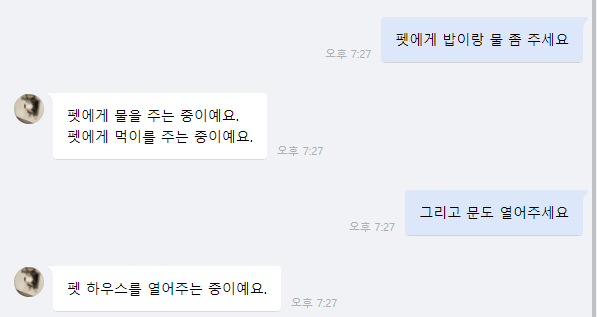 펫에게 밥이랑 물 좀 주세요
오후 7:27
펫에게 물을 주는 중이예요.
펫에게 먹이를 주는 중이예요.
오후 7:27
그리고 문도 열어주세요
오후 7:27
펫 하우스를 열어주는 중이예요.
오후 7:27